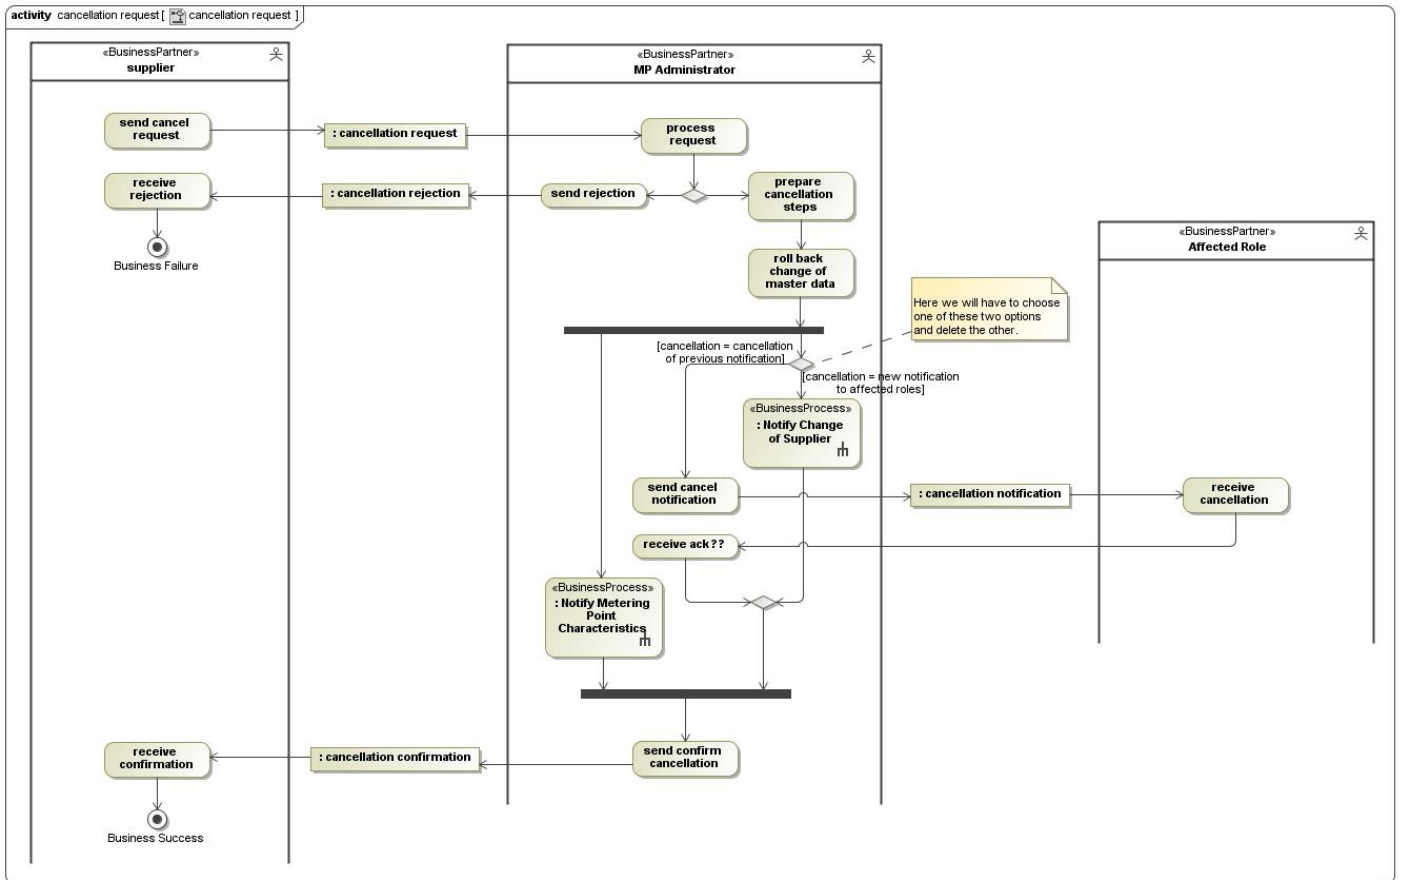 activity cancellation request [ cancellation request ]
«BusinessPartner»
supplier
«BusinessPartner»
MP Administrator
send cancel
request
: cancellation request
process
request
receive
rejection
: cancellation rejection
send rejection
prepare
cancellation
steps
Business Failure
«BusinessPartner»
Affected Role
roll back
change of
master data
Here we will have to choose
one of these two options
and delete the other.
[cancellation = cancellation
of previous notification]
[cancellation = new notification
to affected roles]
«BusinessProcess»
: Notify Change
of Supplier
send cancel
notification
: cancellation notification
receive
cancellation
receive ack??
«BusinessProcess»
: Notify Metering
Point
Characteristics
receive
confirmation
: cancellation confirmation
send confirm
cancellation
Business Success